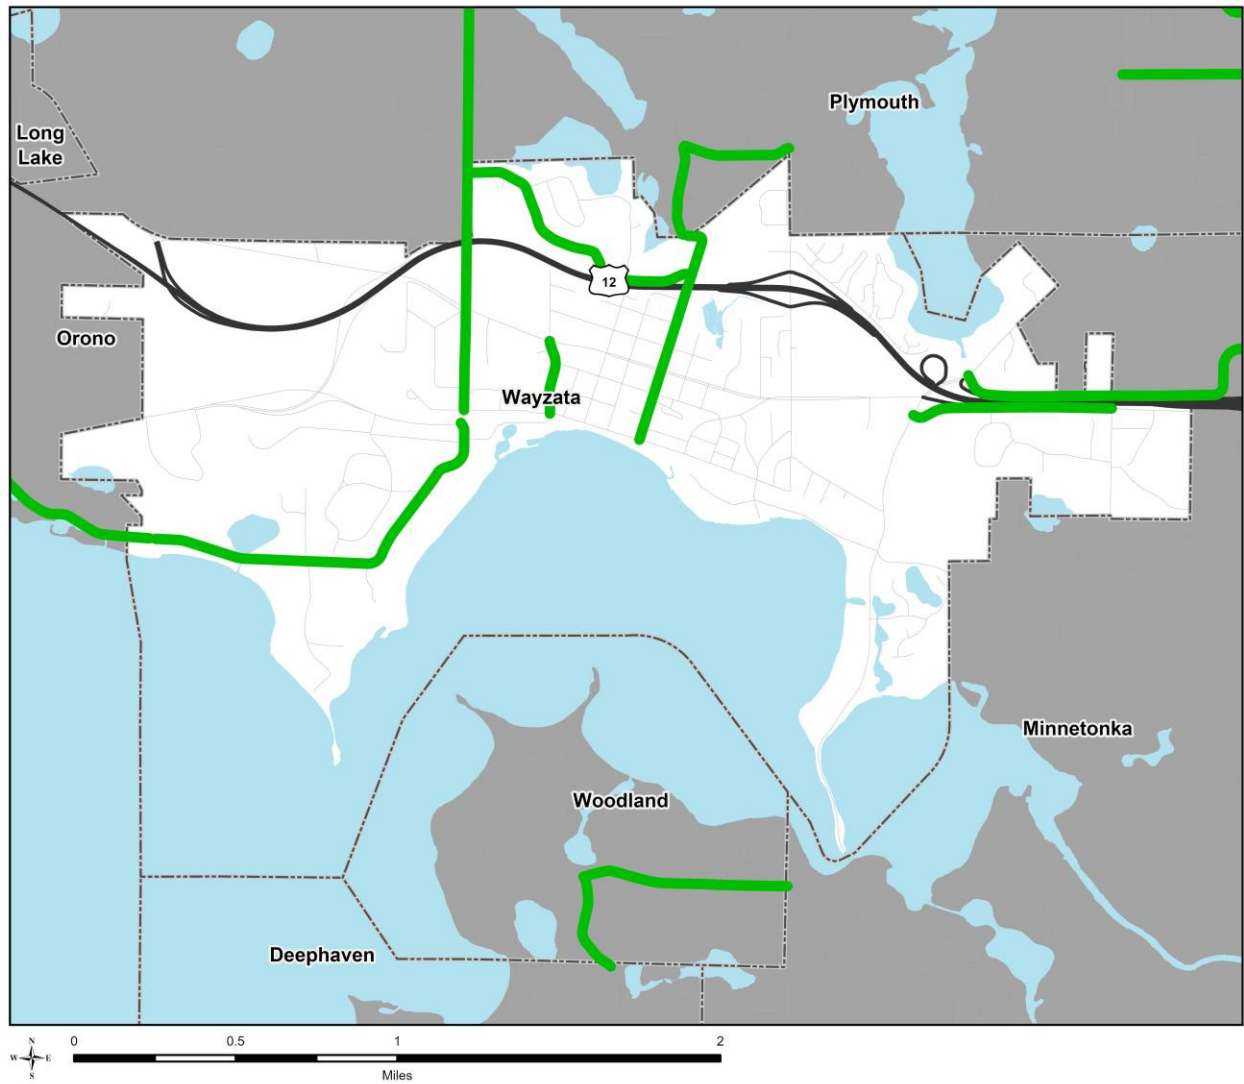 Plymouth
Long
Lake
12
Orono
Wayzata
Minnetonka
Woodland
Deephaven
N
W E
S
0 0.5 1 2
Miles